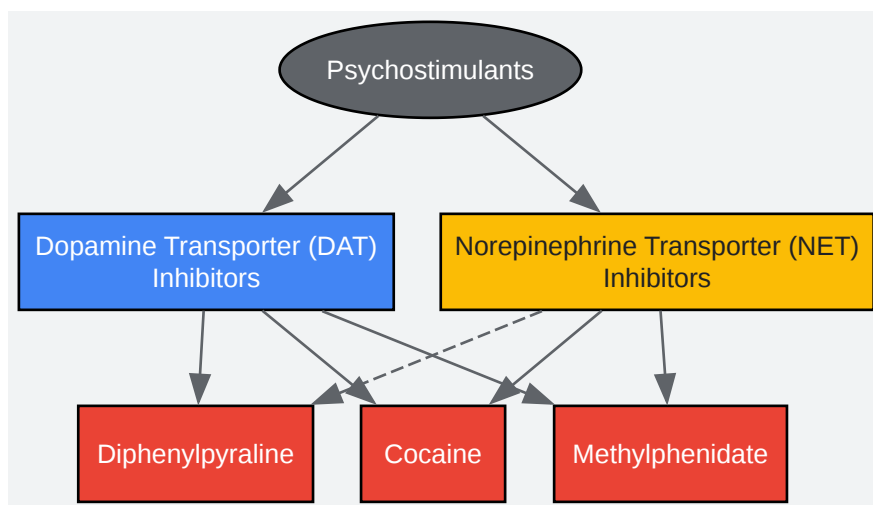 Psychostimulants
Dopamine Transporter (DAT)
Inhibitors
Norepinephrine Transporter (NET)
Inhibitors
Diphenylpyraline
Cocaine
Methylphenidate